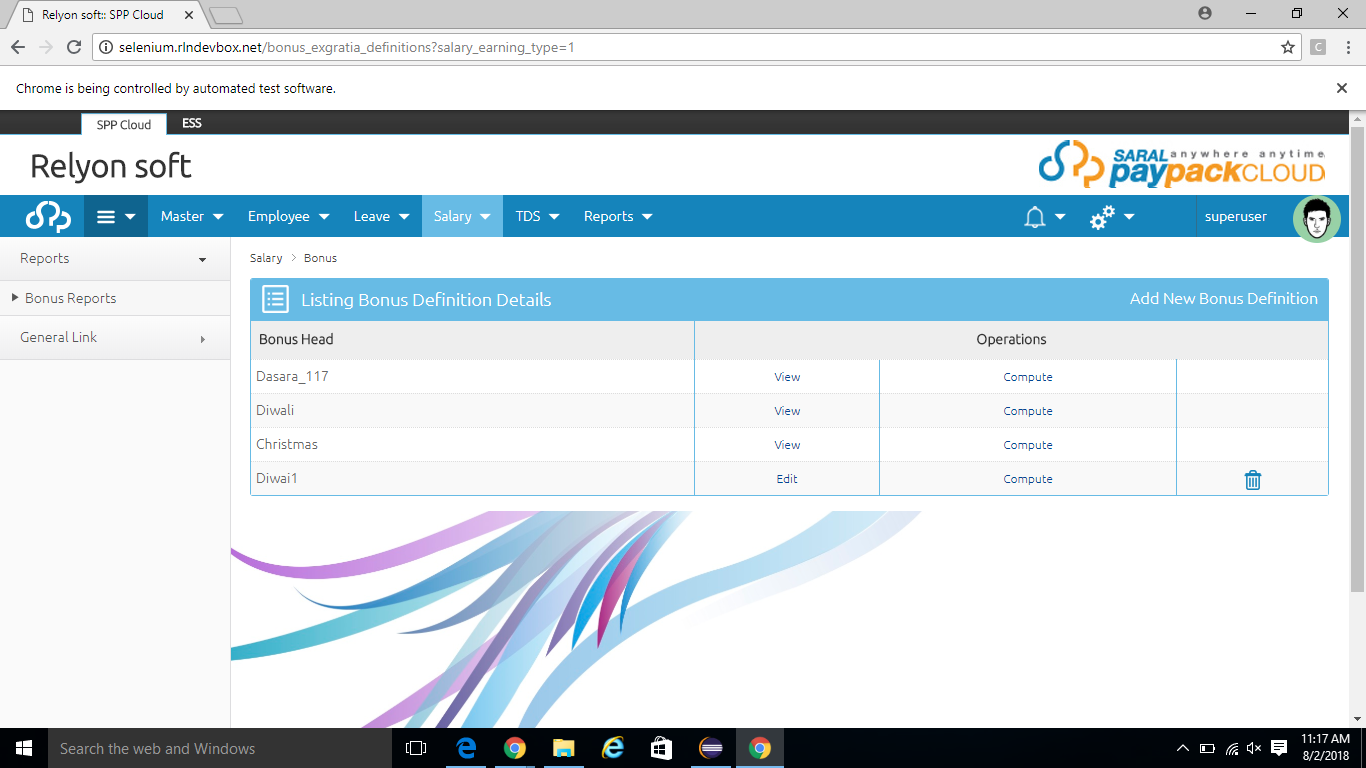 Relyon soft:: SPP Cloud
selenium.rlndevbox.net/bonus_exgratia_definitions?salary_earning_type=1
C
Chrome is being controlled by automated test software.
SPP Cloud ESS
Relyon soft
SARAL anywhere anytime
paypackCLOUD
Master Employee Leave Salary TDS Reports superuser
Reports
Bonus Reports
General Link
Salary > Bonus
Listing Bonus Definition Details Add New Bonus Definition
Bonus Head Operations
Dasara_117 View Compute
Diwali View Compute
Christmas View Compute
Diwai1 Edit Compute
Search the web and Windows
11:17 AM
8/2/2018